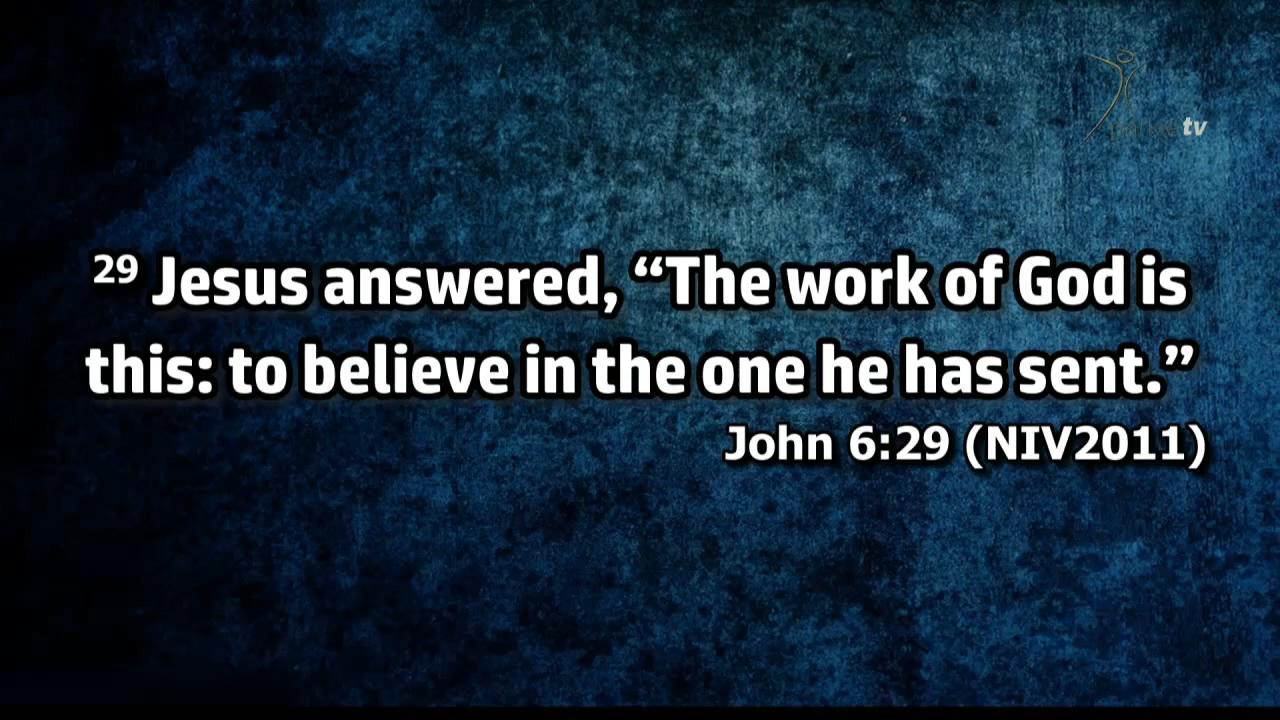 tv
29 Jesus answered, “The work of God is
this: to believe in the one he has sent.”
John 6:29 (NIV2011)